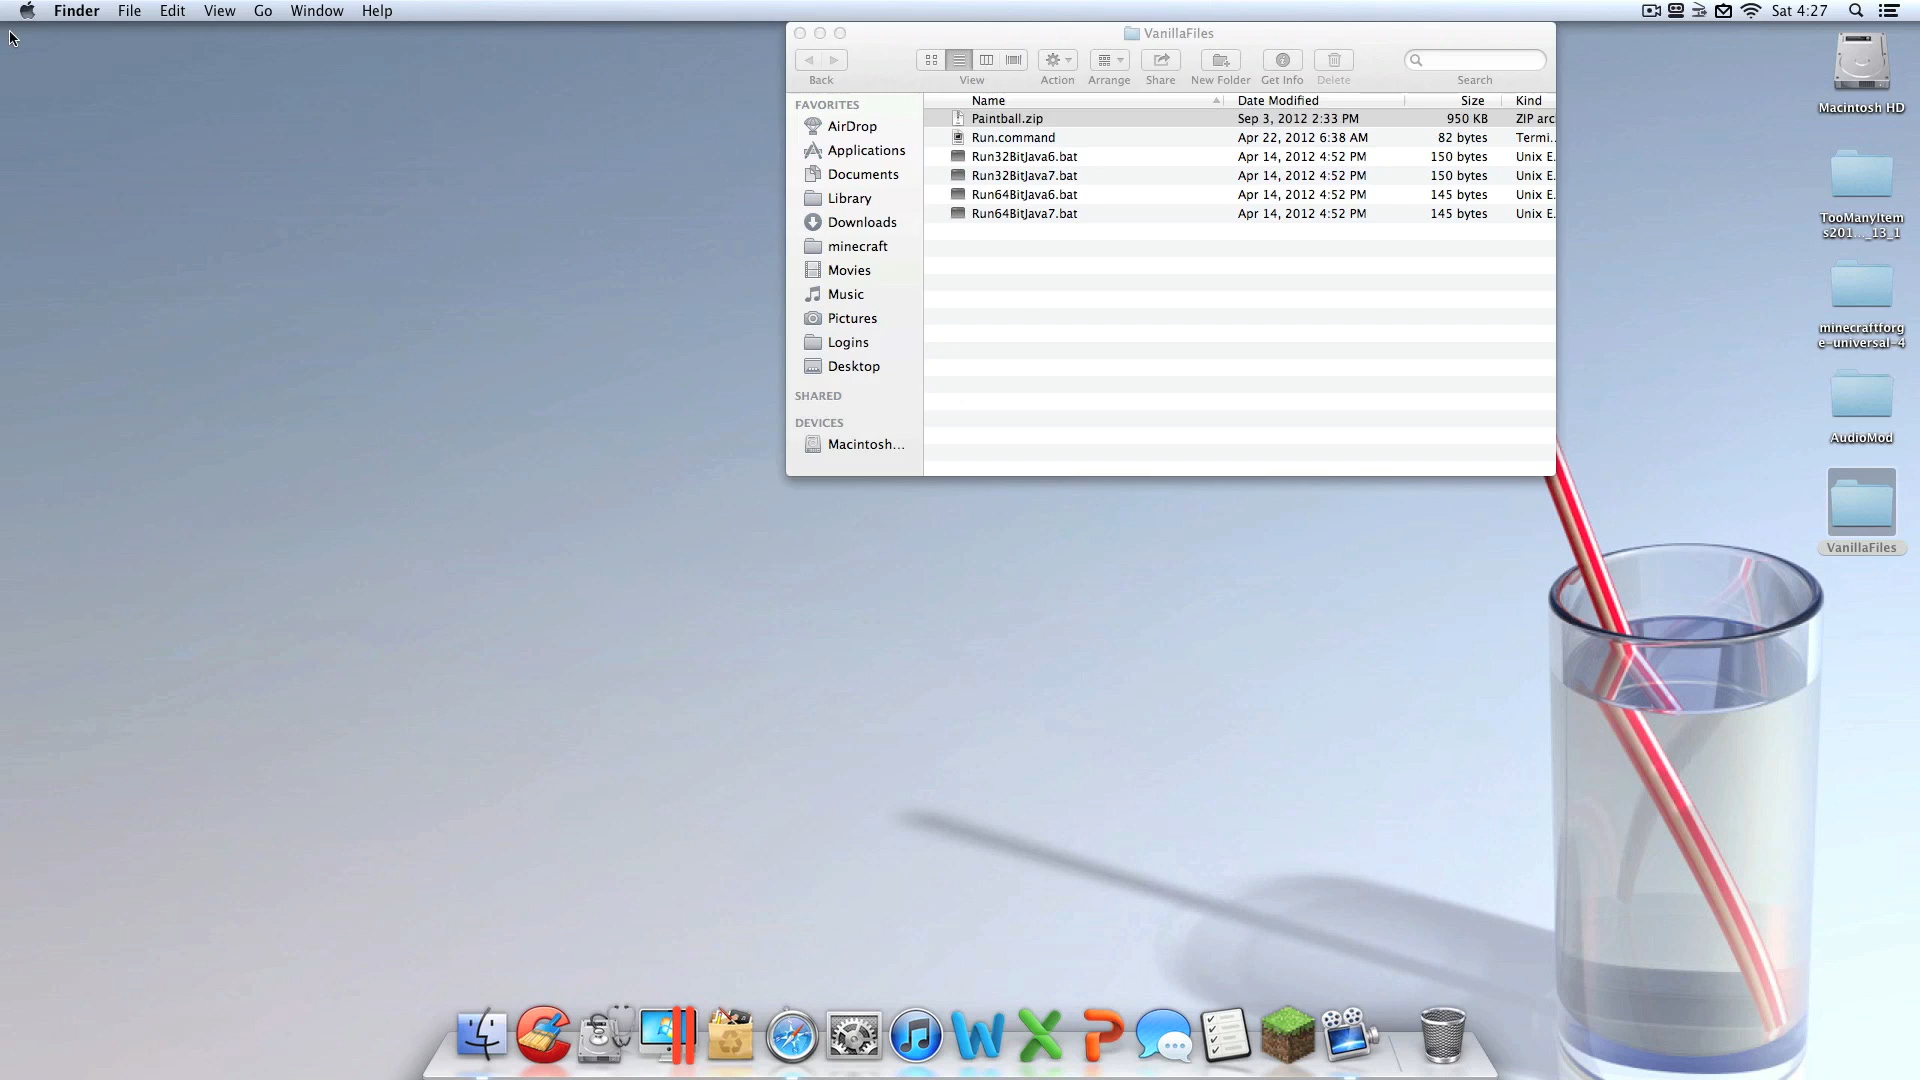 Finder File Edit View Go Window Help Sat 4:27
VanillaFiles
Back View Action Arrange Share New Folder Get Info Delete Search
FAVORITES
AirDrop
Applications
Documents
Library
Downloads
minecraft
Movies
Music
Pictures
Logins
Desktop
SHARED
DEVICES
Macintosh...
Name Date Modified Size Kind
Paintball.zip Sep 3, 2012 2:33 PM 950 KB ZIP arc
Run.command Apr 22, 2012 6:38 AM 82 bytes Termi...
Run32BitJava6.bat Apr 14, 2012 4:52 PM 150 bytes Unix E.
Run32BitJava7.bat Apr 14, 2012 4:52 PM 150 bytes Unix E.
Run64BitJava6.bat Apr 14, 2012 4:52 PM 145 bytes Unix E.
Run64BitJava7.bat Apr 14, 2012 4:52 PM 145 bytes Unix E.
Macintosh HD
TooManyItem
s201..._13_1
minecraftforg
e-universal-4
AudioMod
VanillaFiles